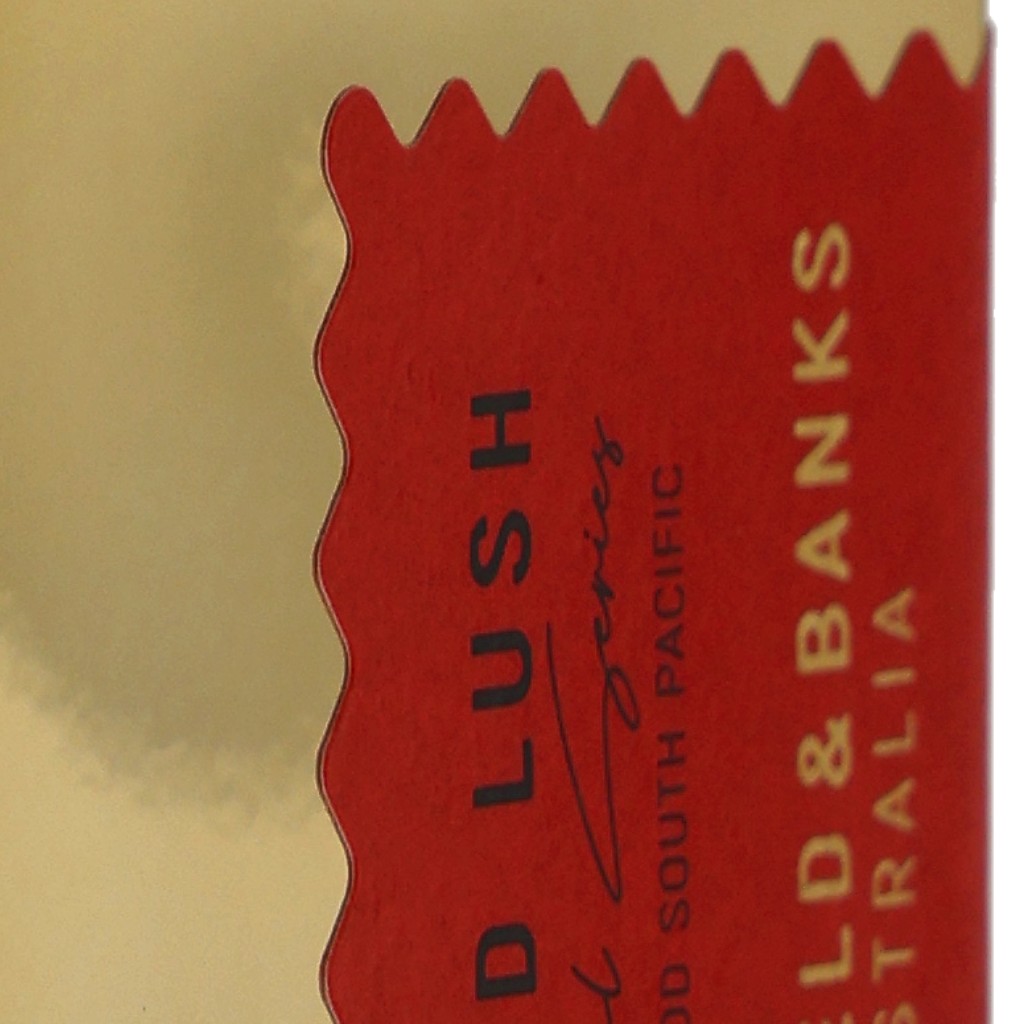 D LUSH
Series
OD SOUTH PACIFIC
LD & BANKS
STRALIA